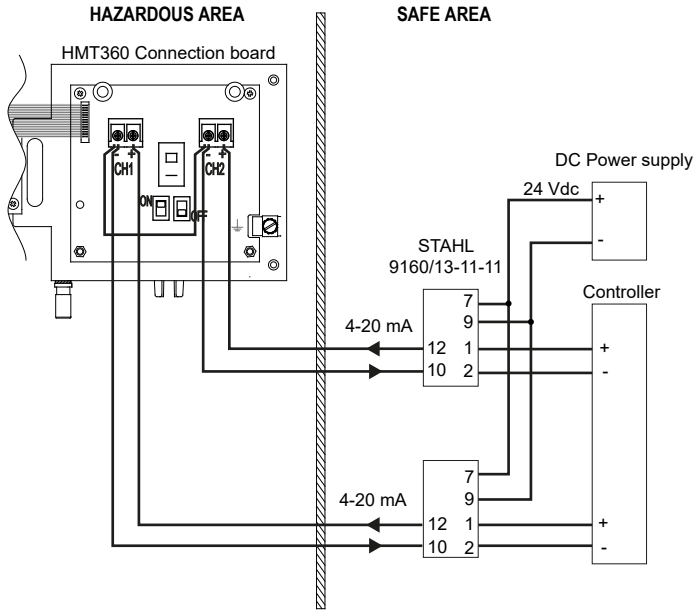 HAZARDOUS AREA
SAFE AREA
HMT360 Connection board
- +
CH1
- +
CH2
ON
OFF
DC Power supply
24 Vdc
+
-
STAHL
9160/13-11-11
Controller
7
9
4-20 mA
12 1
10 2
+
-
7
9
4-20 mA
12 1
10 2
+
-